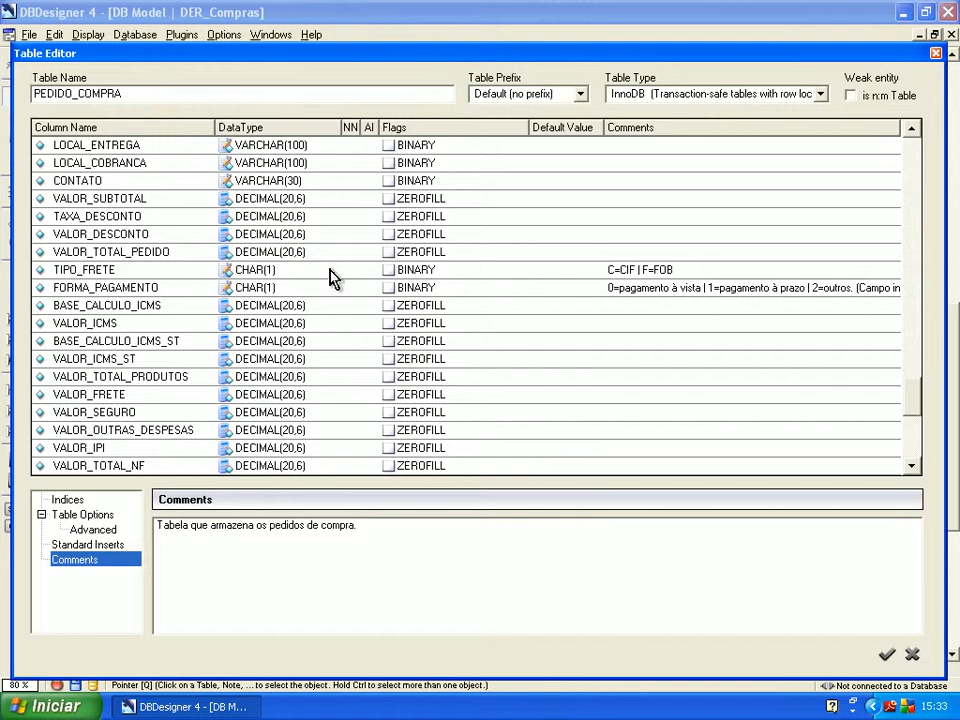 DBDesigner 4 - [DB Model | DER_Compras]
File Edit Display Database Plugins Options Windows Help
Table Editor
Table Name Table Prefix Table Type Weak entity
PEDIDO_COMPRA Default (no prefix) InnoDB (Transaction-safe tables with row loc is n:m Table
Column Name DataType NN AI Flags Default Value Comments
LOCAL_ENTREGA VARCHAR(100) BINARY
LOCAL_COBRANCA VARCHAR(100) BINARY
CONTATO VARCHAR(30) BINARY
VALOR_SUBTOTAL DECIMAL(20,6) ZEROFILL
TAXA_DESCONTO DECIMAL(20,6) ZEROFILL
VALOR_DESCONTO DECIMAL(20,6) ZEROFILL
VALOR_TOTAL_PEDIDO DECIMAL(20,6) ZEROFILL
TIPO_FRETE CHAR(1) BINARY C=CIF | F=FOB
FORMA_PAGAMENTO CHAR(1) BINARY 0=pagamento à vista | 1=pagamento à prazo | 2=outros. (Campo in
BASE_CALCULO_ICMS DECIMAL(20,6) ZEROFILL
VALOR_ICMS DECIMAL(20,6) ZEROFILL
BASE_CALCULO_ICMS_ST DECIMAL(20,6) ZEROFILL
VALOR_ICMS_ST DECIMAL(20,6) ZEROFILL
VALOR_TOTAL_PRODUTOS DECIMAL(20,6) ZEROFILL
VALOR_FRETE DECIMAL(20,6) ZEROFILL
VALOR_SEGURO DECIMAL(20,6) ZEROFILL
VALOR_OUTRAS_DESPESAS DECIMAL(20,6) ZEROFILL
VALOR_IPI DECIMAL(20,6) ZEROFILL
VALOR_TOTAL_NF DECIMAL(20,6) ZEROFILL
Indices
Table Options
Advanced
Standard Inserts
Comments
Comments
Tabela que armazena os pedidos de compra.
80 % Pointer [Q] (Click on a Table, Note, ... to select the object. Hold Ctrl to select more than one object.) Not connected to a Database
Iniciar DBDesigner 4 - [DB M... 15:33